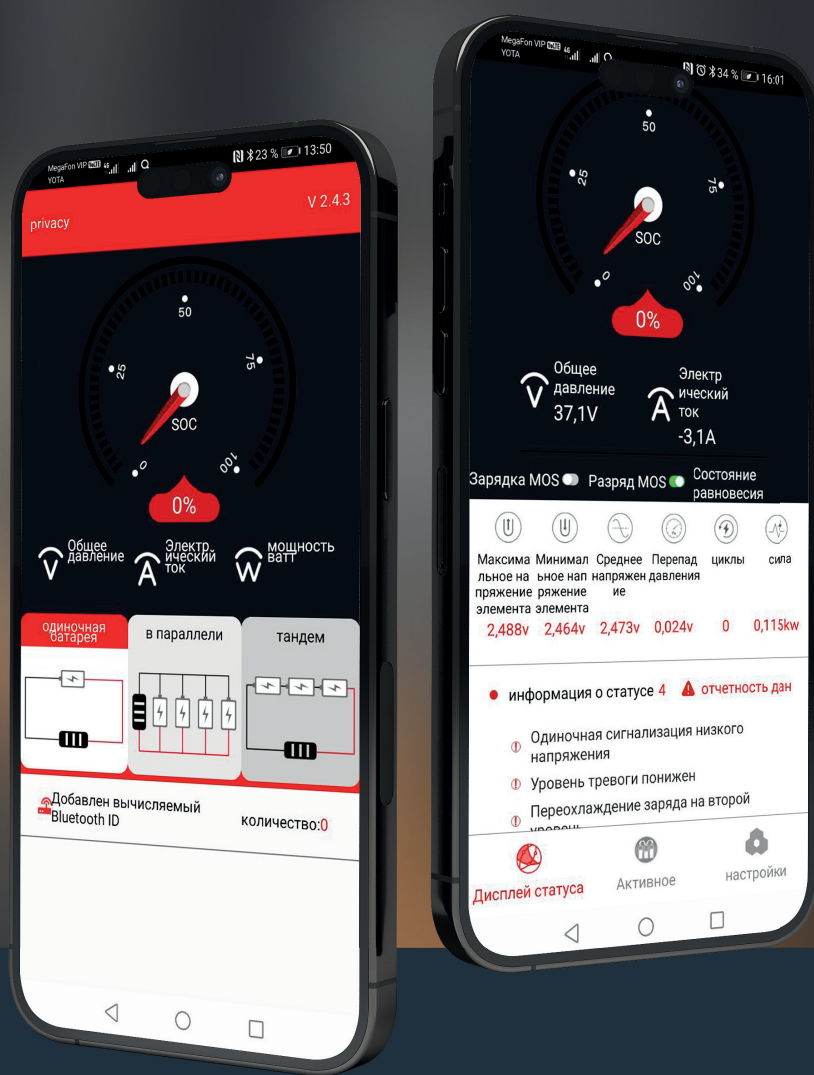 MegaFon VIP VoLTE 4G
YOTA
23 % 13:50
privacy
V 2.4.3
50
25
75
SOC
0
100
0%
Общее
давление
V
Электр
ический
ток
A
мощность
ватт
W
одиночная
батарея
в параллели
тандем
Добавлен вычисляемый
Bluetooth ID
количество:0
MegaFon VIP VoLTE 4G
YOTA
34 % 16:01
50
25
75
SOC
0
100
0%
V
Общее
давление
37,1V
A
Электр
ический
ток
-3,1A
Зарядка MOS
Разряд MOS
Состояние
равновесия
Максима
льное на
пряжение
элемента
2,488v
Минимал
ьное нап
ряжение
элемента
2,464v
Среднее
напряжен
ие
2,473v
Перепад
давления
0,024v
циклы
0
сила
0,115kw
информация о статусе 4
отчетность дан
Одиночная сигнализация низкого
напряжения
Уровень тревоги понижен
Переохлаждение заряда на второй
уровень
Дисплей статуса
Активное
настройки